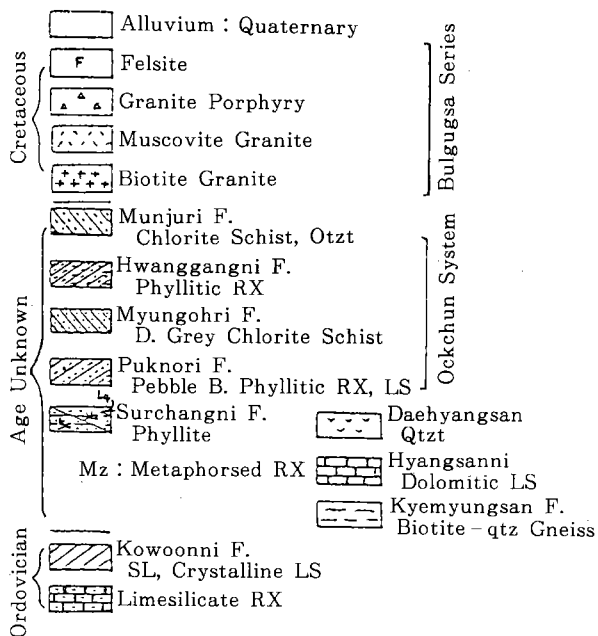 Alluvium : Quaternary
Cretaceous
F
Felsite
Granite Porphyry
Muscovite Granite
Biotite Granite
Bulgugsa Series
Age Unknown
Munjuri F.
Chlorite Schist, Otzt
Hwanggangni F.
Phyllitic RX
Myungohri F.
D. Grey Chlorite Schist
Puknori F.
Pebble B. Phyllitic RX, LS
Ockchun System
Surchangni F.
Phyllite
Mz : Metaphorsed RX
Daehyangsan
Qtzt
Hyangsanni
Dolomitic LS
Kyemyungsan F.
Biotite-qtz Gneiss
Ordovician
Kowoonni F.
SL, Crystalline LS
Limesilicate RX